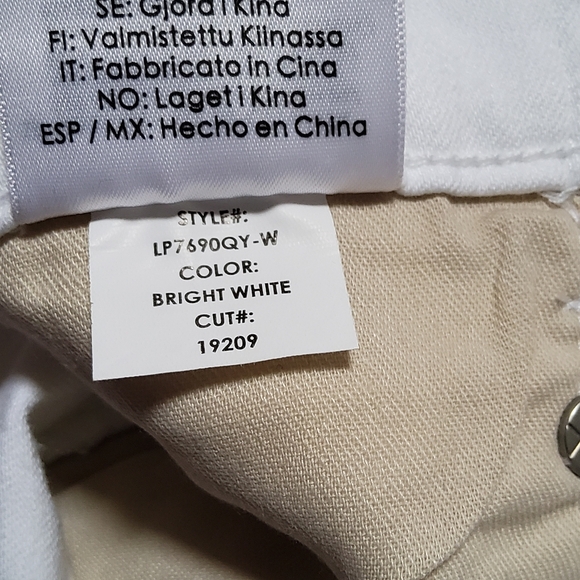 SE: Gjord i Kina
FI: Valmistettu Kiinassa
IT: Fabbricato in Cina
NO: Laget i Kina
ESP / MX: Hecho en China
STYLE#:
LP7690QY-W
COLOR:
BRIGHT WHITE
CUT#:
19209